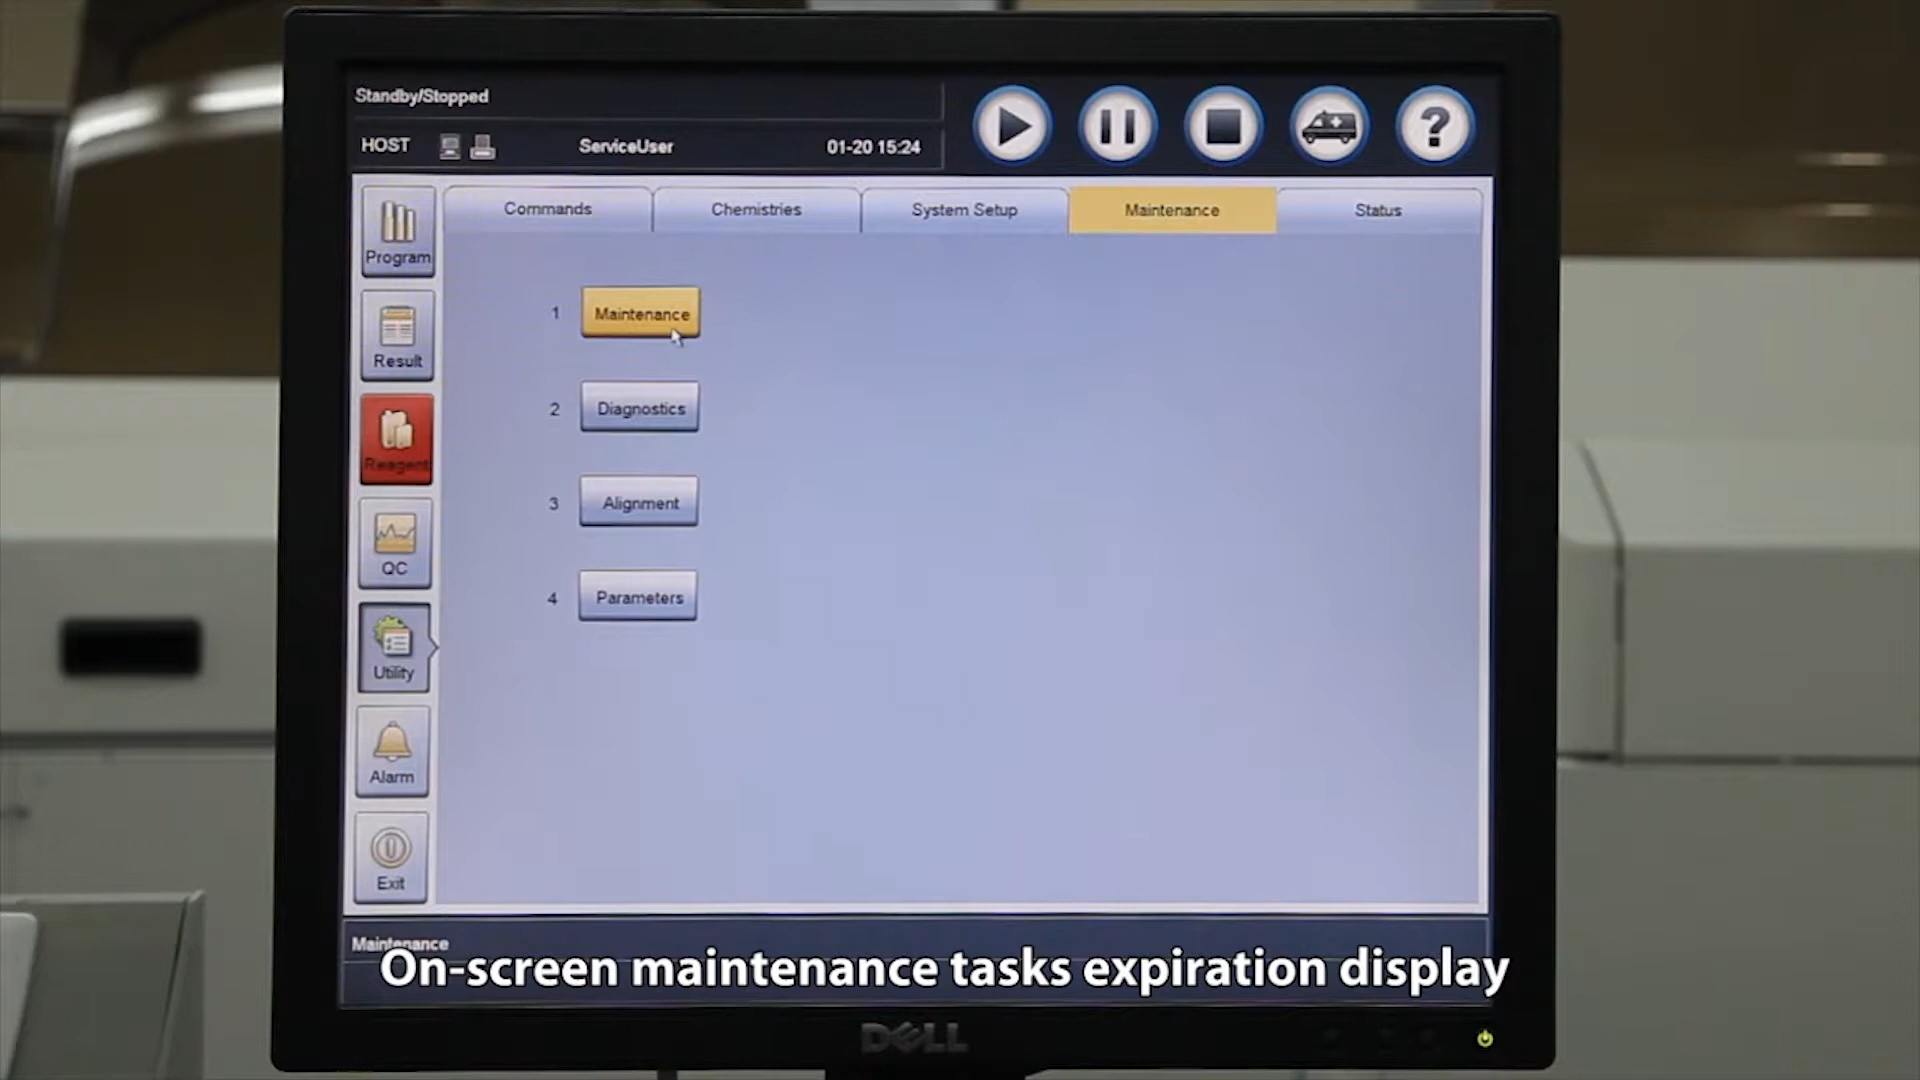 Standby/Stopped
HOST ServiceUser 01-20 15:24
?
Program
Result
Reagent
QC
Utility
Alarm
Exit
Commands Chemistries System Setup Maintenance Status
1 Maintenance
2 Diagnostics
3 Alignment
4 Parameters
Maintenance
On-screen maintenance tasks expiration display
DELL